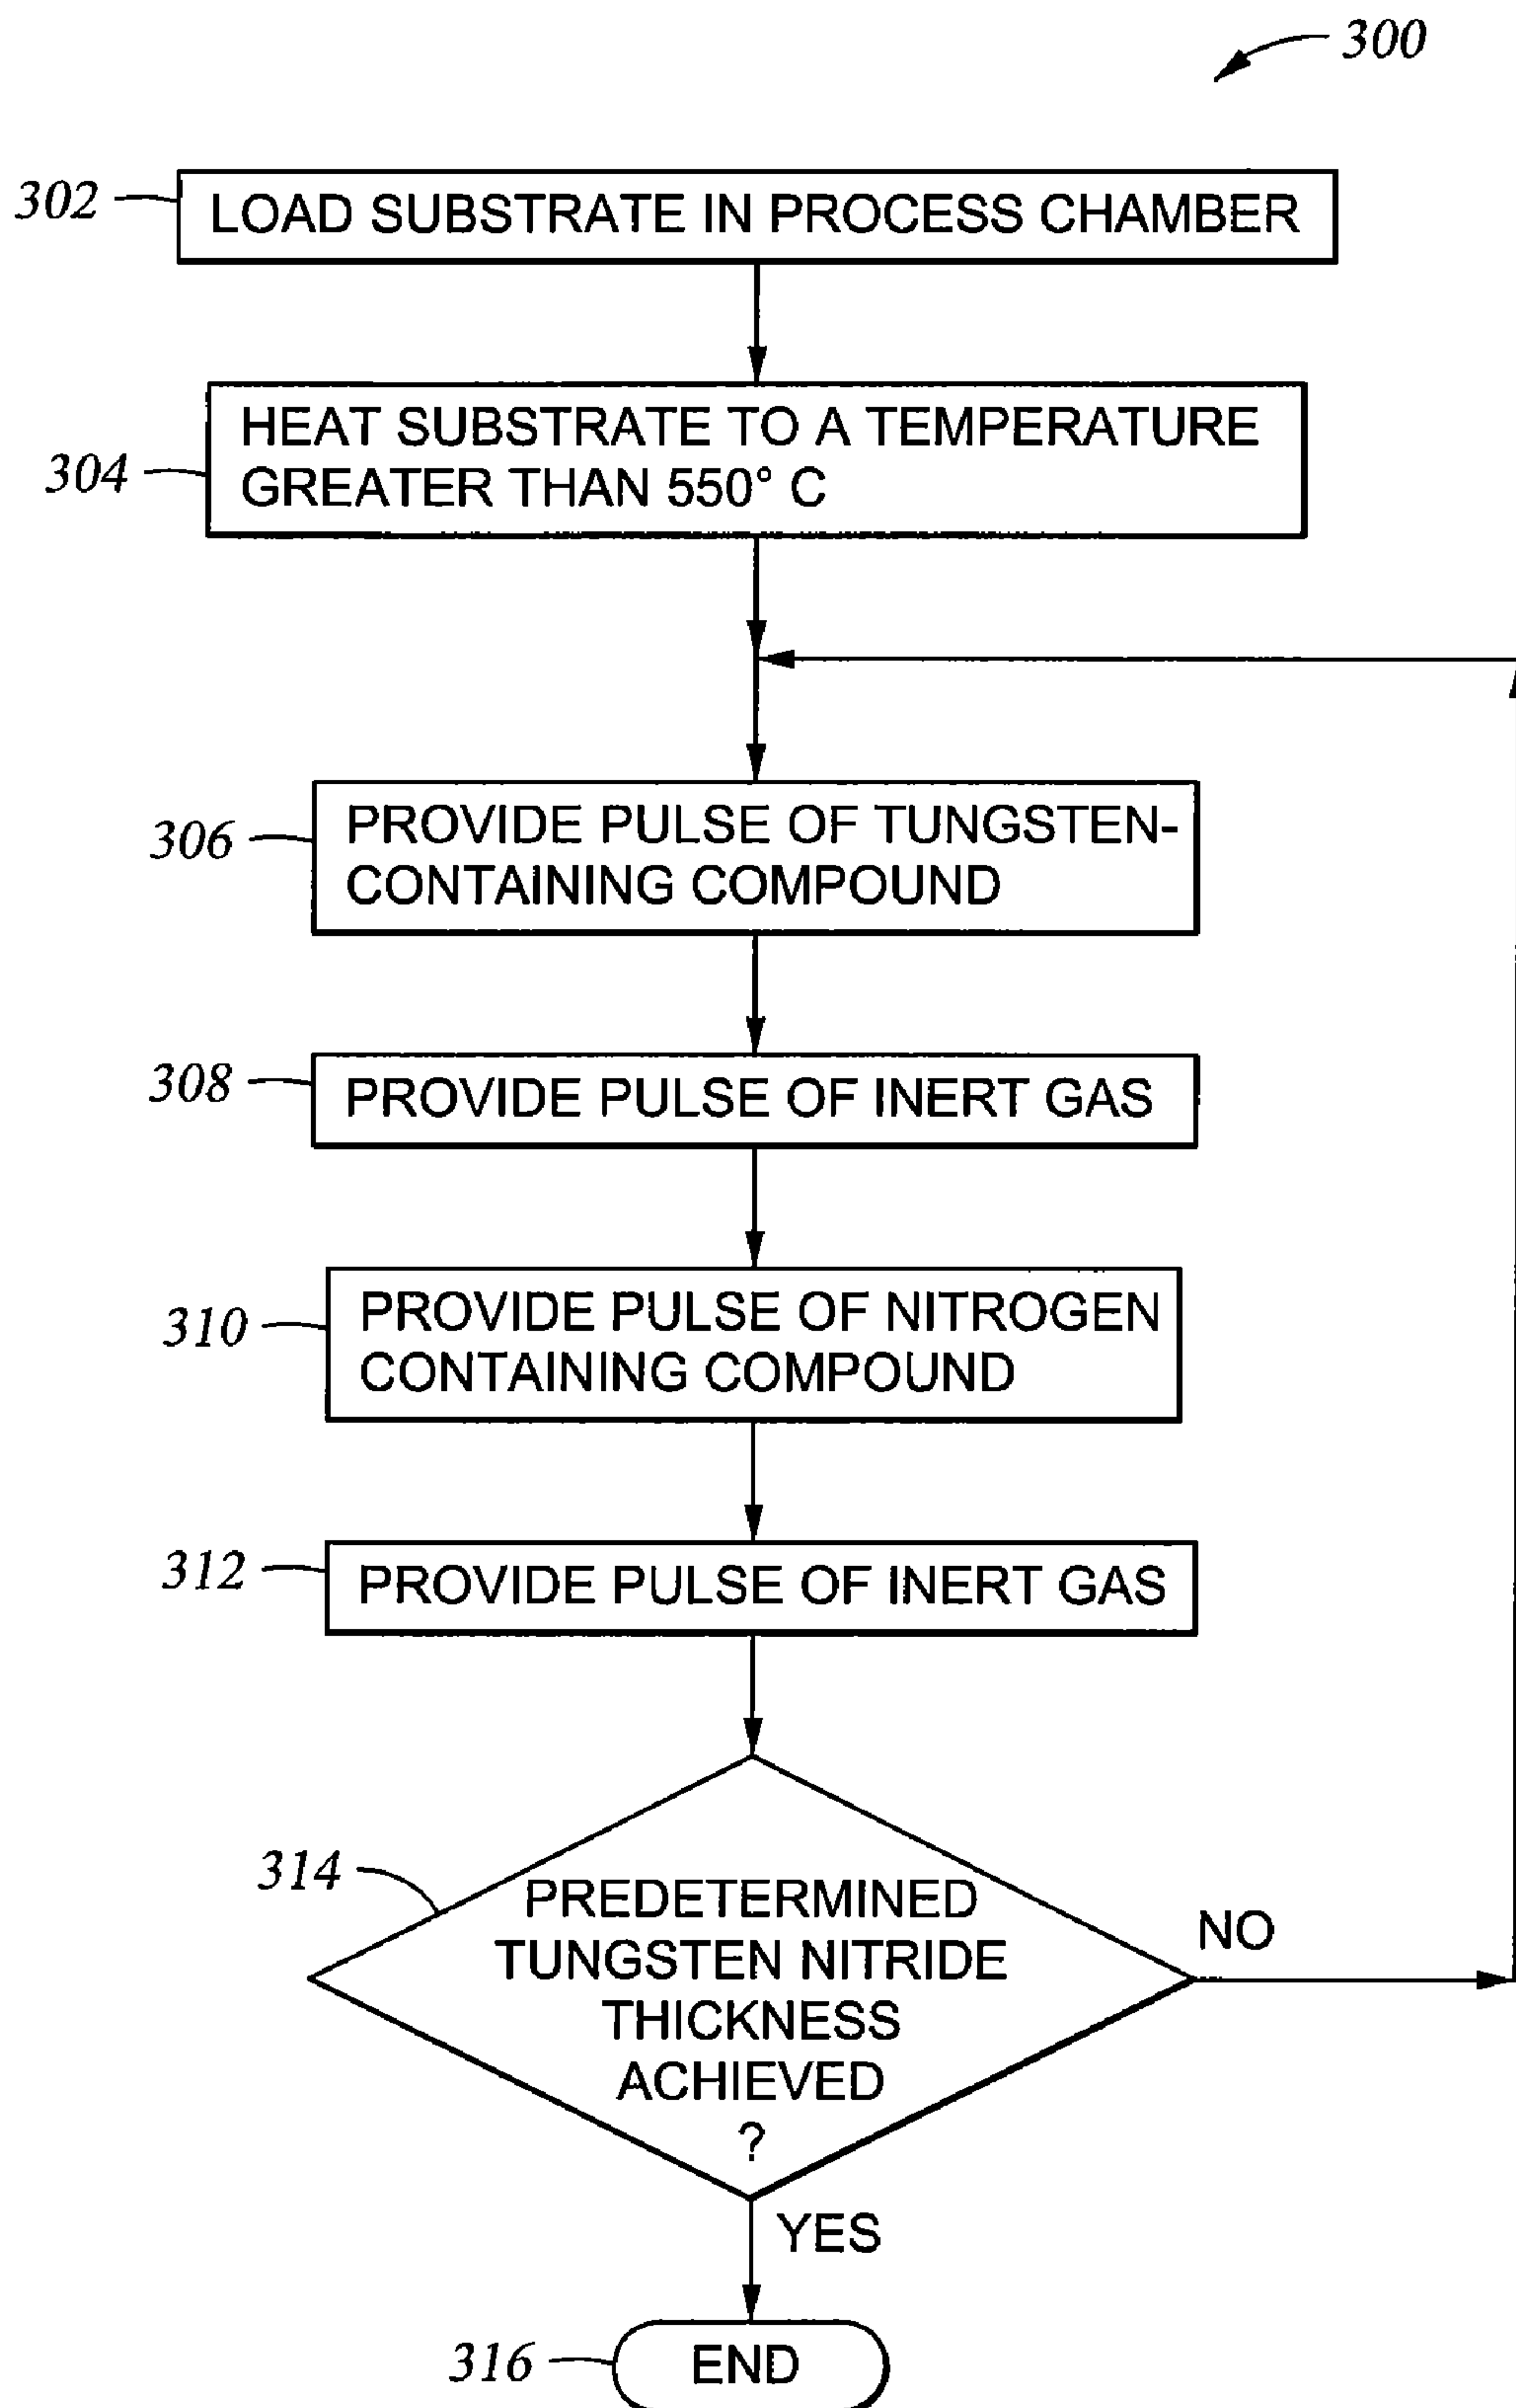 300
302
LOAD SUBSTRATE IN PROCESS CHAMBER
304
HEAT SUBSTRATE TO A TEMPERATURE
GREATER THAN 550° C
306
PROVIDE PULSE OF TUNGSTEN-
CONTAINING COMPOUND
308
PROVIDE PULSE OF INERT GAS
310
PROVIDE PULSE OF NITROGEN
CONTAINING COMPOUND
312
PROVIDE PULSE OF INERT GAS
314
PREDETERMINED
TUNGSTEN NITRIDE
THICKNESS
ACHIEVED
?
NO
YES
316
END